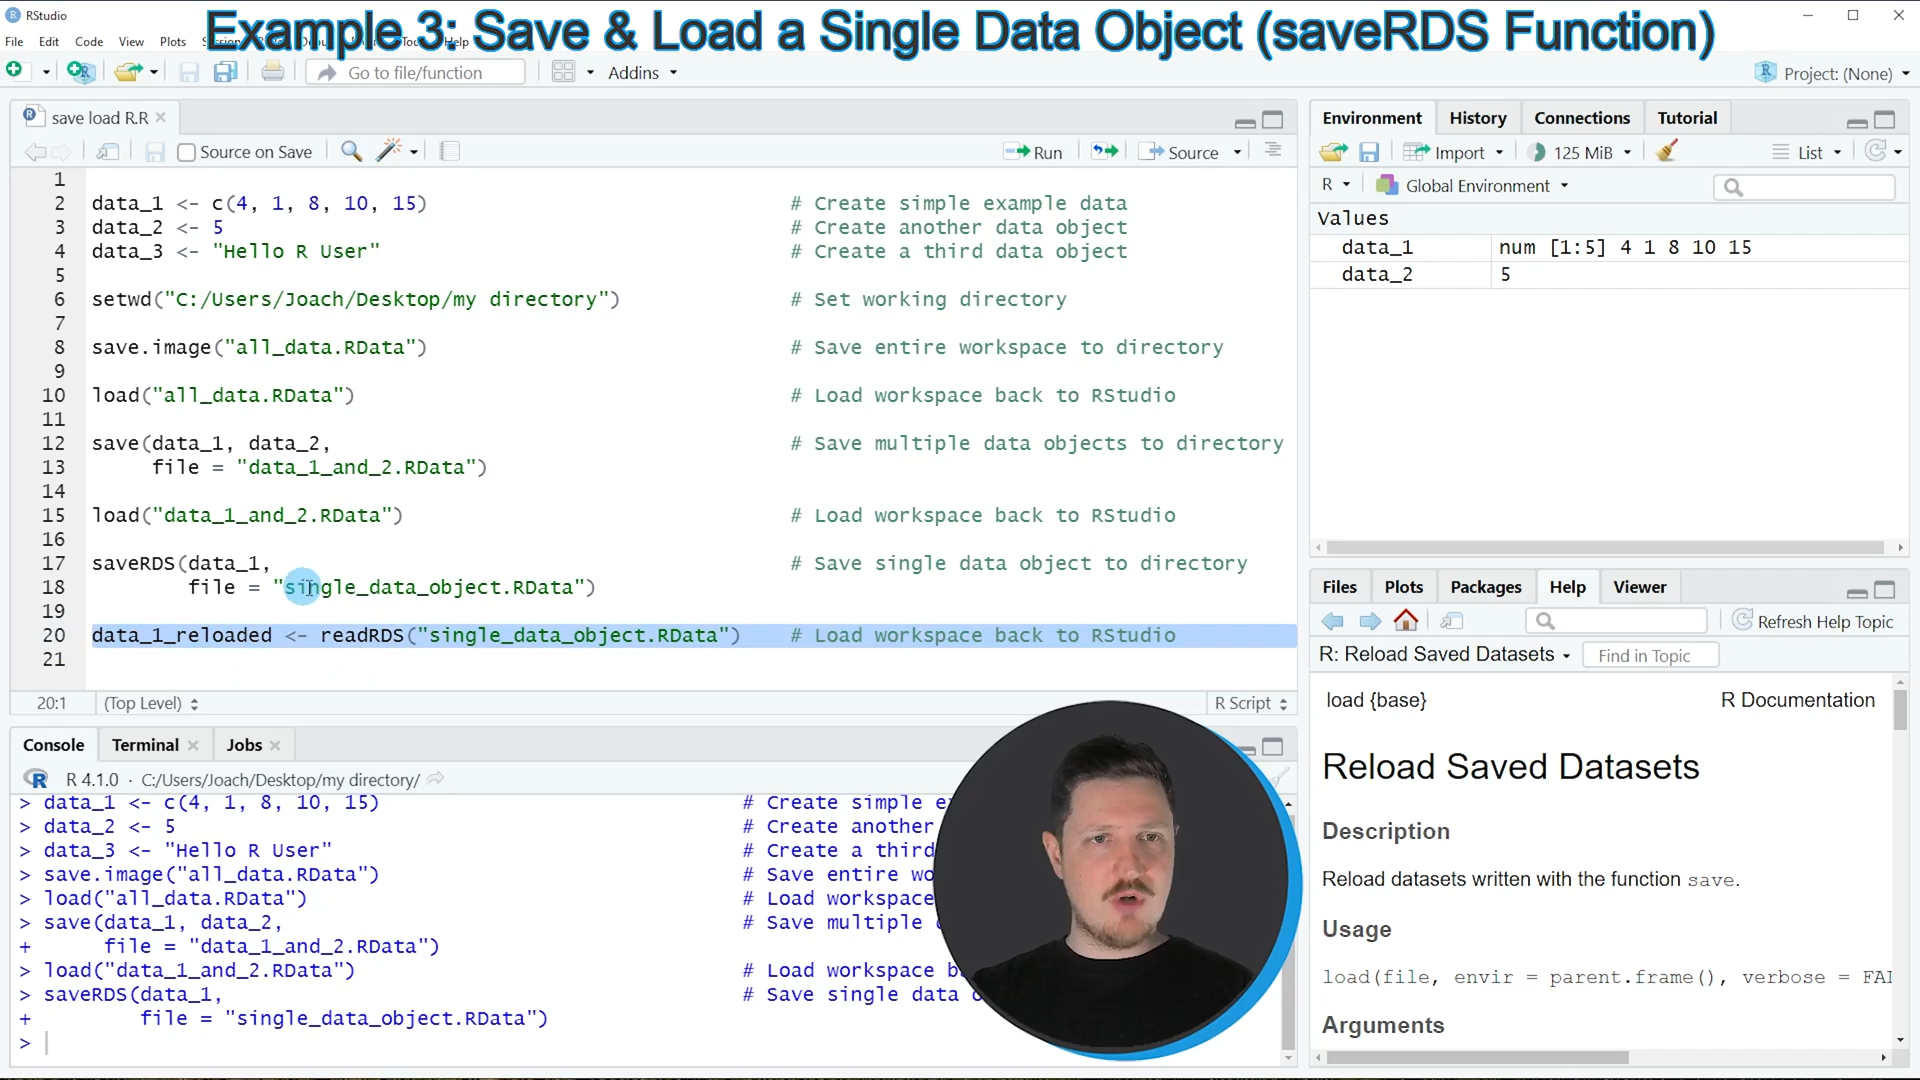 RStudio
Example 3: Save & Load a Single Data Object (saveRDS Function)
File Edit Code View Plots Help
Go to file/function
Addins
Project: (None)
save load R.R
Source on Save
Run
Source
1
2 data_1 <- c(4, 1, 8, 10, 15) # Create simple example data
3 data_2 <- 5 # Create another data object
4 data_3 <- "Hello R User" # Create a third data object
5
6 setwd("C:/Users/Joach/Desktop/my directory") # Set working directory
7
8 save.image("all_data.RData") # Save entire workspace to directory
9
10 load("all_data.RData") # Load workspace back to RStudio
11
12 save(data_1, data_2, # Save multiple data objects to directory
13 file = "data_1_and_2.RData")
14
15 load("data_1_and_2.RData") # Load workspace back to RStudio
16
17 saveRDS(data_1, # Save single data object to directory
18 file = "single_data_object.RData")
19
20 data_1_reloaded <- readRDS("single_data_object.RData") # Load workspace back to RStudio
21
20:1 (Top Level) R Script
Console Terminal Jobs
R 4.1.0 · C:/Users/Joach/Desktop/my directory/
> data_1 <- c(4, 1, 8, 10, 15) # Create simple e
> data_2 <- 5 # Create another
> data_3 <- "Hello R User" # Create a third
> save.image("all_data.RData") # Save entire wo
> load("all_data.RData") # Load workspace
> save(data_1, data_2, # Save multiple
+ file = "data_1_and_2.RData")
> load("data_1_and_2.RData") # Load workspace b
> saveRDS(data_1, # Save single data
+ file = "single_data_object.RData")
>
Environment History Connections Tutorial
Import 125 MiB List
R Global Environment
Values
data_1 num [1:5] 4 1 8 10 15
data_2 5
Files Plots Packages Help Viewer
Refresh Help Topic
R: Reload Saved Datasets Find in Topic
load {base} R Documentation
Reload Saved Datasets
Description
Reload datasets written with the function save.
Usage
load(file, envir = parent.frame(), verbose = FAL
Arguments